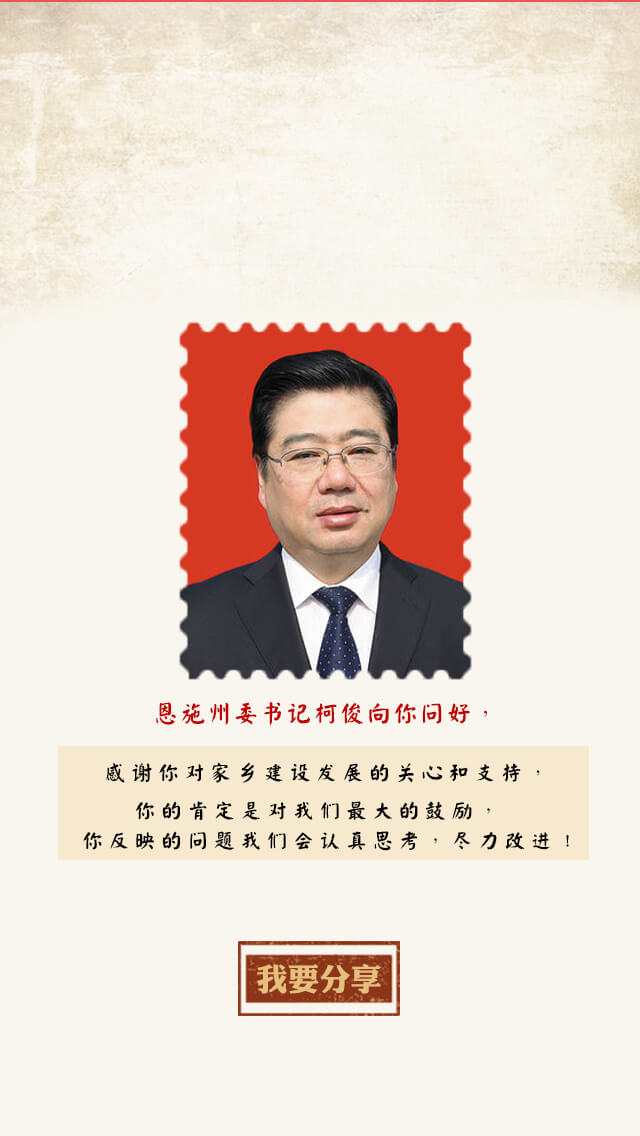 恩施州委书记柯俊向你问好，
感谢你对家乡建设发展的关心和支持，
你的肯定是对我们最大的鼓励，
你反映的问题我们会认真思考，尽力改进！
我要分享